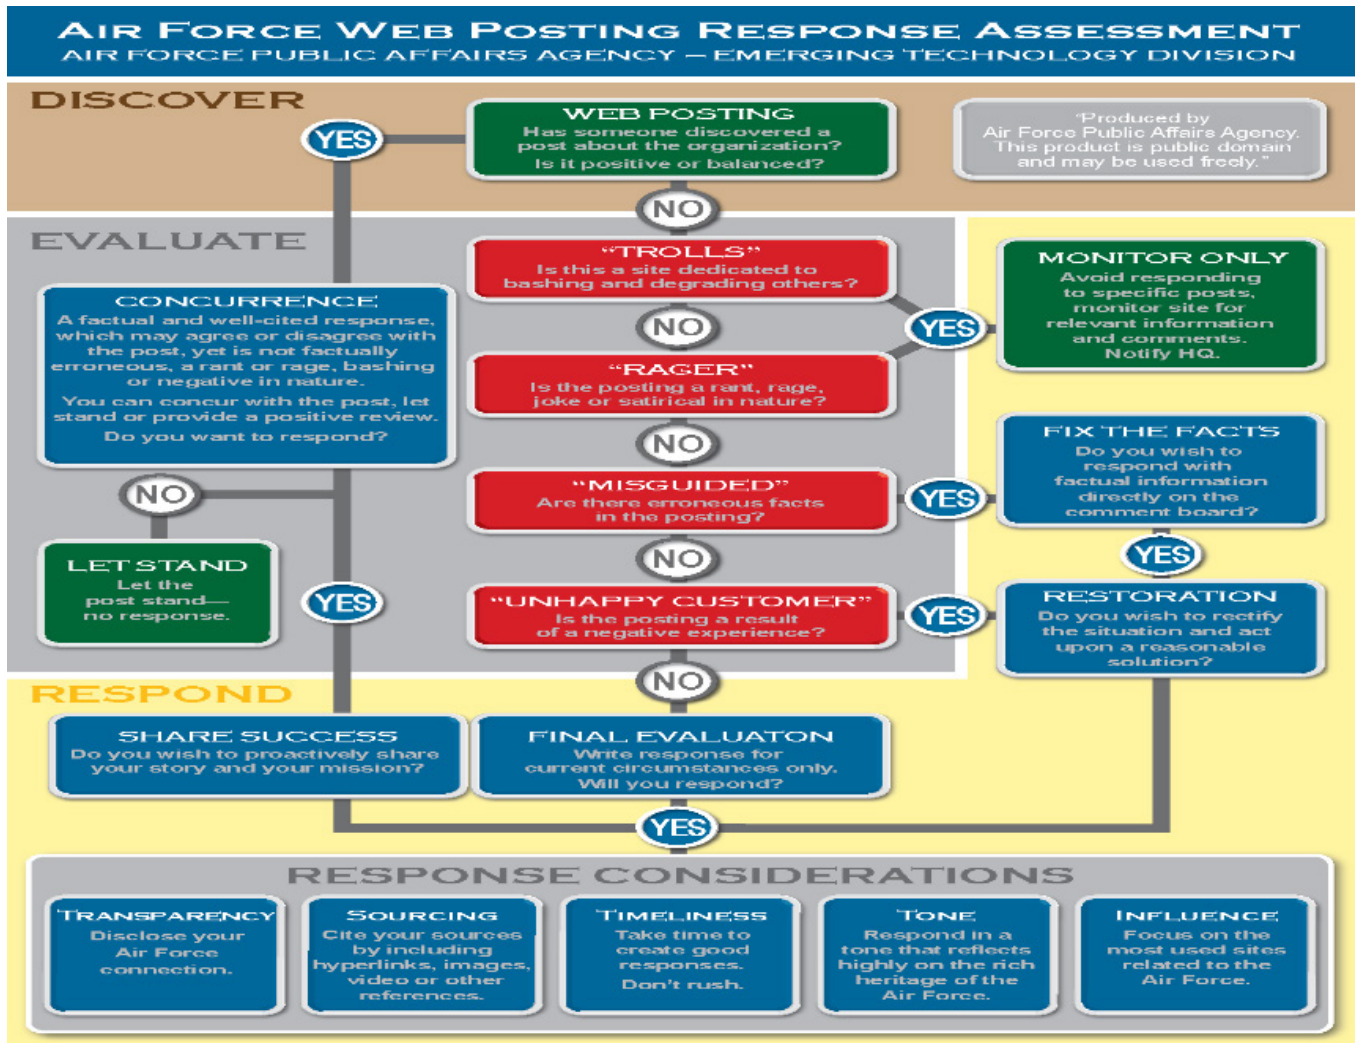 AIR FORCE WEB POSTING RESPONSE ASSESSMENT
AIR FORCE PUBLIC AFFAIRS AGENCY – EMERGING TECHNOLOGY DIVISION
DISCOVER
YES
WEB POSTING
Has someone discovered a
post about the organization?
Is it positive or balanced?
"Produced by
Air Force Public Affairs Agency.
This product is public domain
and may be used freely."
NO
EVALUATE
"TROLLS"
Is this a site dedicated to
bashing and degrading others?
NO
"RAGER"
Is the posting a rant, rage,
joke or satirical in nature?
YES
MONITOR ONLY
Avoid responding
to specific posts,
monitor site for
relevant information
and comments.
Notify HQ.
CONCURRENCE
A factual and well-cited response,
which may agree or disagree with
the post, yet is not factually
erroneous, a rant or rage, bashing
or negative in nature.
You can concur with the post, let
stand or provide a positive review.
Do you want to respond?
NO
"MISGUIDED"
Are there erroneous facts
in the posting?
YES
FIX THE FACTS
Do you wish to
respond with
factual information
directly on the
comment board?
NO
LET STAND
Let the
post stand—
no response.
YES
NO
"UNHAPPY CUSTOMER"
Is the posting a result
of a negative experience?
YES
YES
RESTORATION
Do you wish to rectify
the situation and act
upon a reasonable
solution?
NO
RESPOND
SHARE SUCCESS
Do you wish to proactively share
your story and your mission?
FINAL EVALUATON
Write response for
current circumstances only.
Will you respond?
YES
RESPONSE CONSIDERATIONS
TRANSPARENCY
Disclose your
Air Force
connection.
SOURCING
Cite your sources
by including
hyperlinks, images,
video or other
references.
TIMELINESS
Take time to
create good
responses.
Don't rush.
TONE
Respond in a
tone that reflects
highly on the rich
heritage of the
Air Force.
INFLUENCE
Focus on the
most used sites
related to the
Air Force.